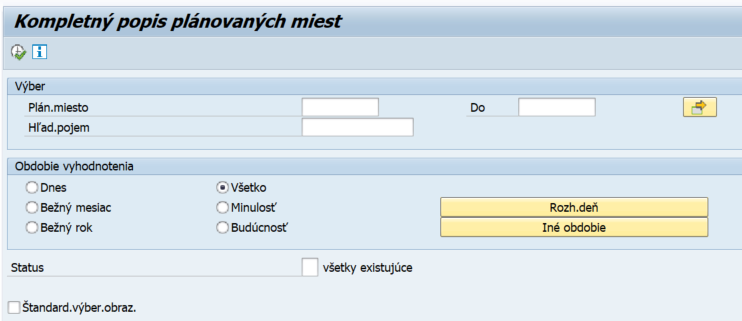 Kompletný popis plánovaných miest
Výber
Plán.miesto Do
Hľad.pojem
Obdobie vyhodnotenia
Dnes Všetko
Bežný mesiac Minulosť Rozh.deň
Bežný rok Budúcnosť Iné obdobie
Status všetky existujúce
Štandard.výber.obraz.